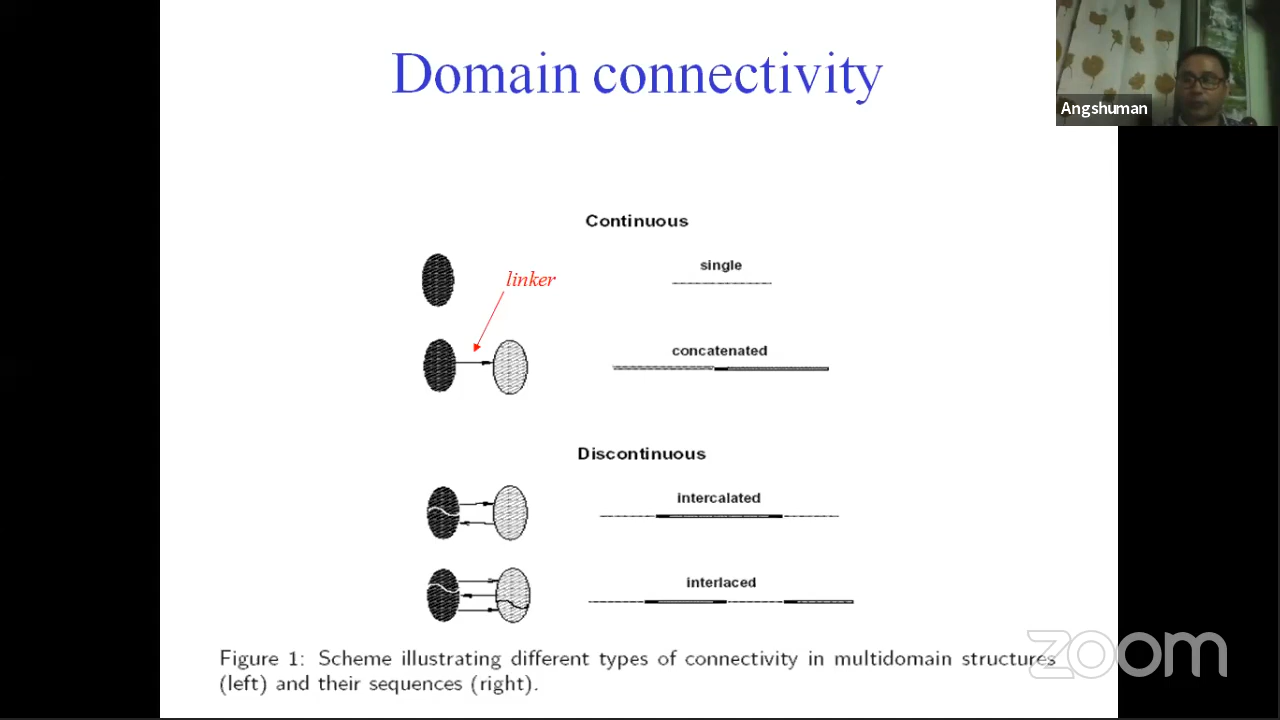 Domain connectivity
Angshuman
Continuous
single
linker
concatenated
Discontinuous
intercalated
interlaced
Figure 1: Scheme illustrating different types of connectivity in multidomain structures
(left) and their sequences (right).
zoom